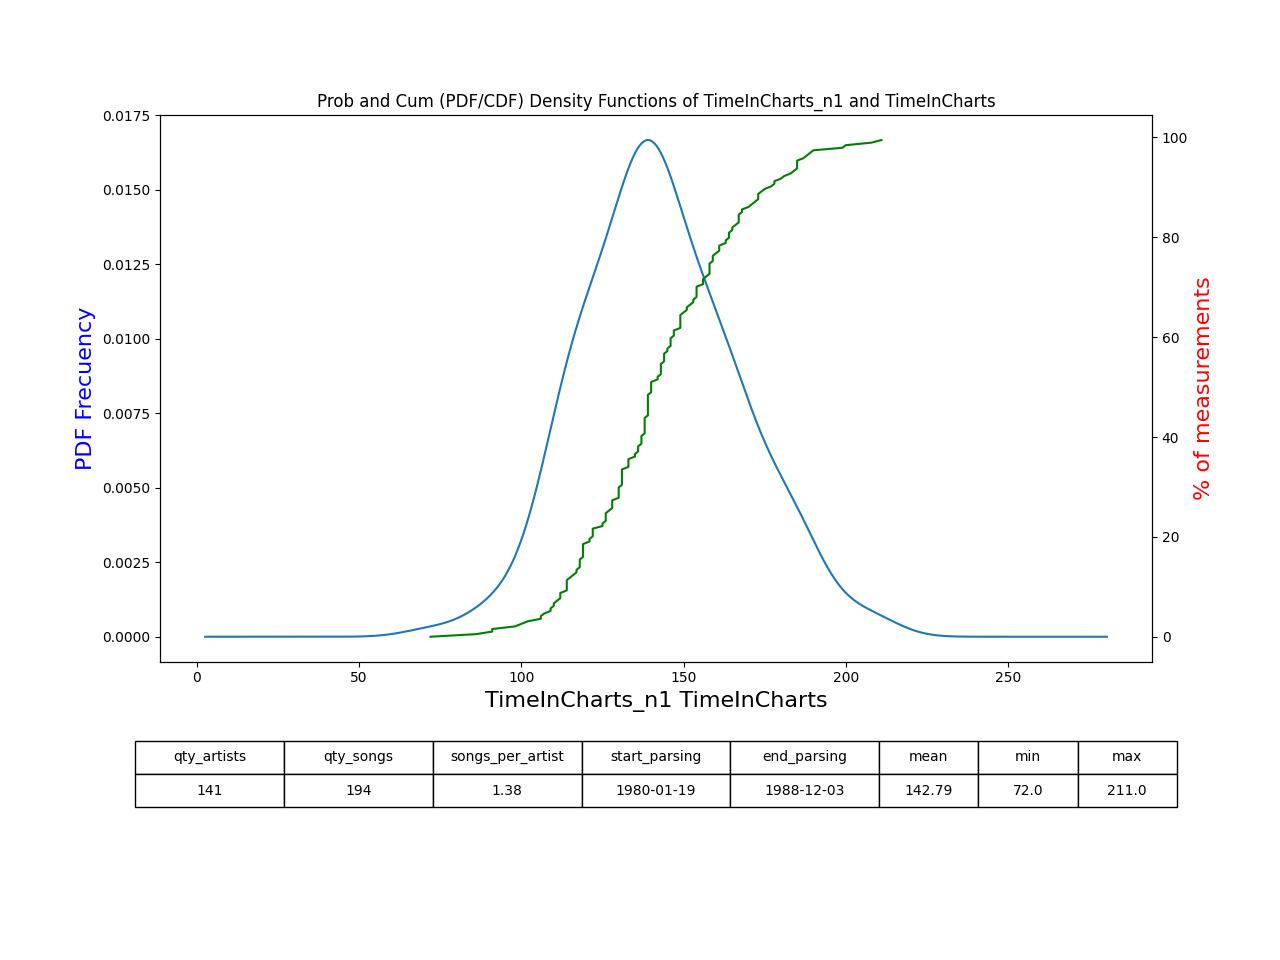 Prob and Cum (PDF/CDF) Density Functions of TimeInCharts_n1 and TimeInCharts
0.0175
0.0150
0.0125
0.0100
0.0075
0.0050
0.0025
0.0000
PDF Frecuency
100
80
60
40
20
0
% of measurements
0 50 100 150 200 250
TimeInCharts_n1 TimeInCharts
qty_artists qty_songs songs_per_artist start_parsing end_parsing mean min max
141 194 1.38 1980-01-19 1988-12-03 142.79 72.0 211.0